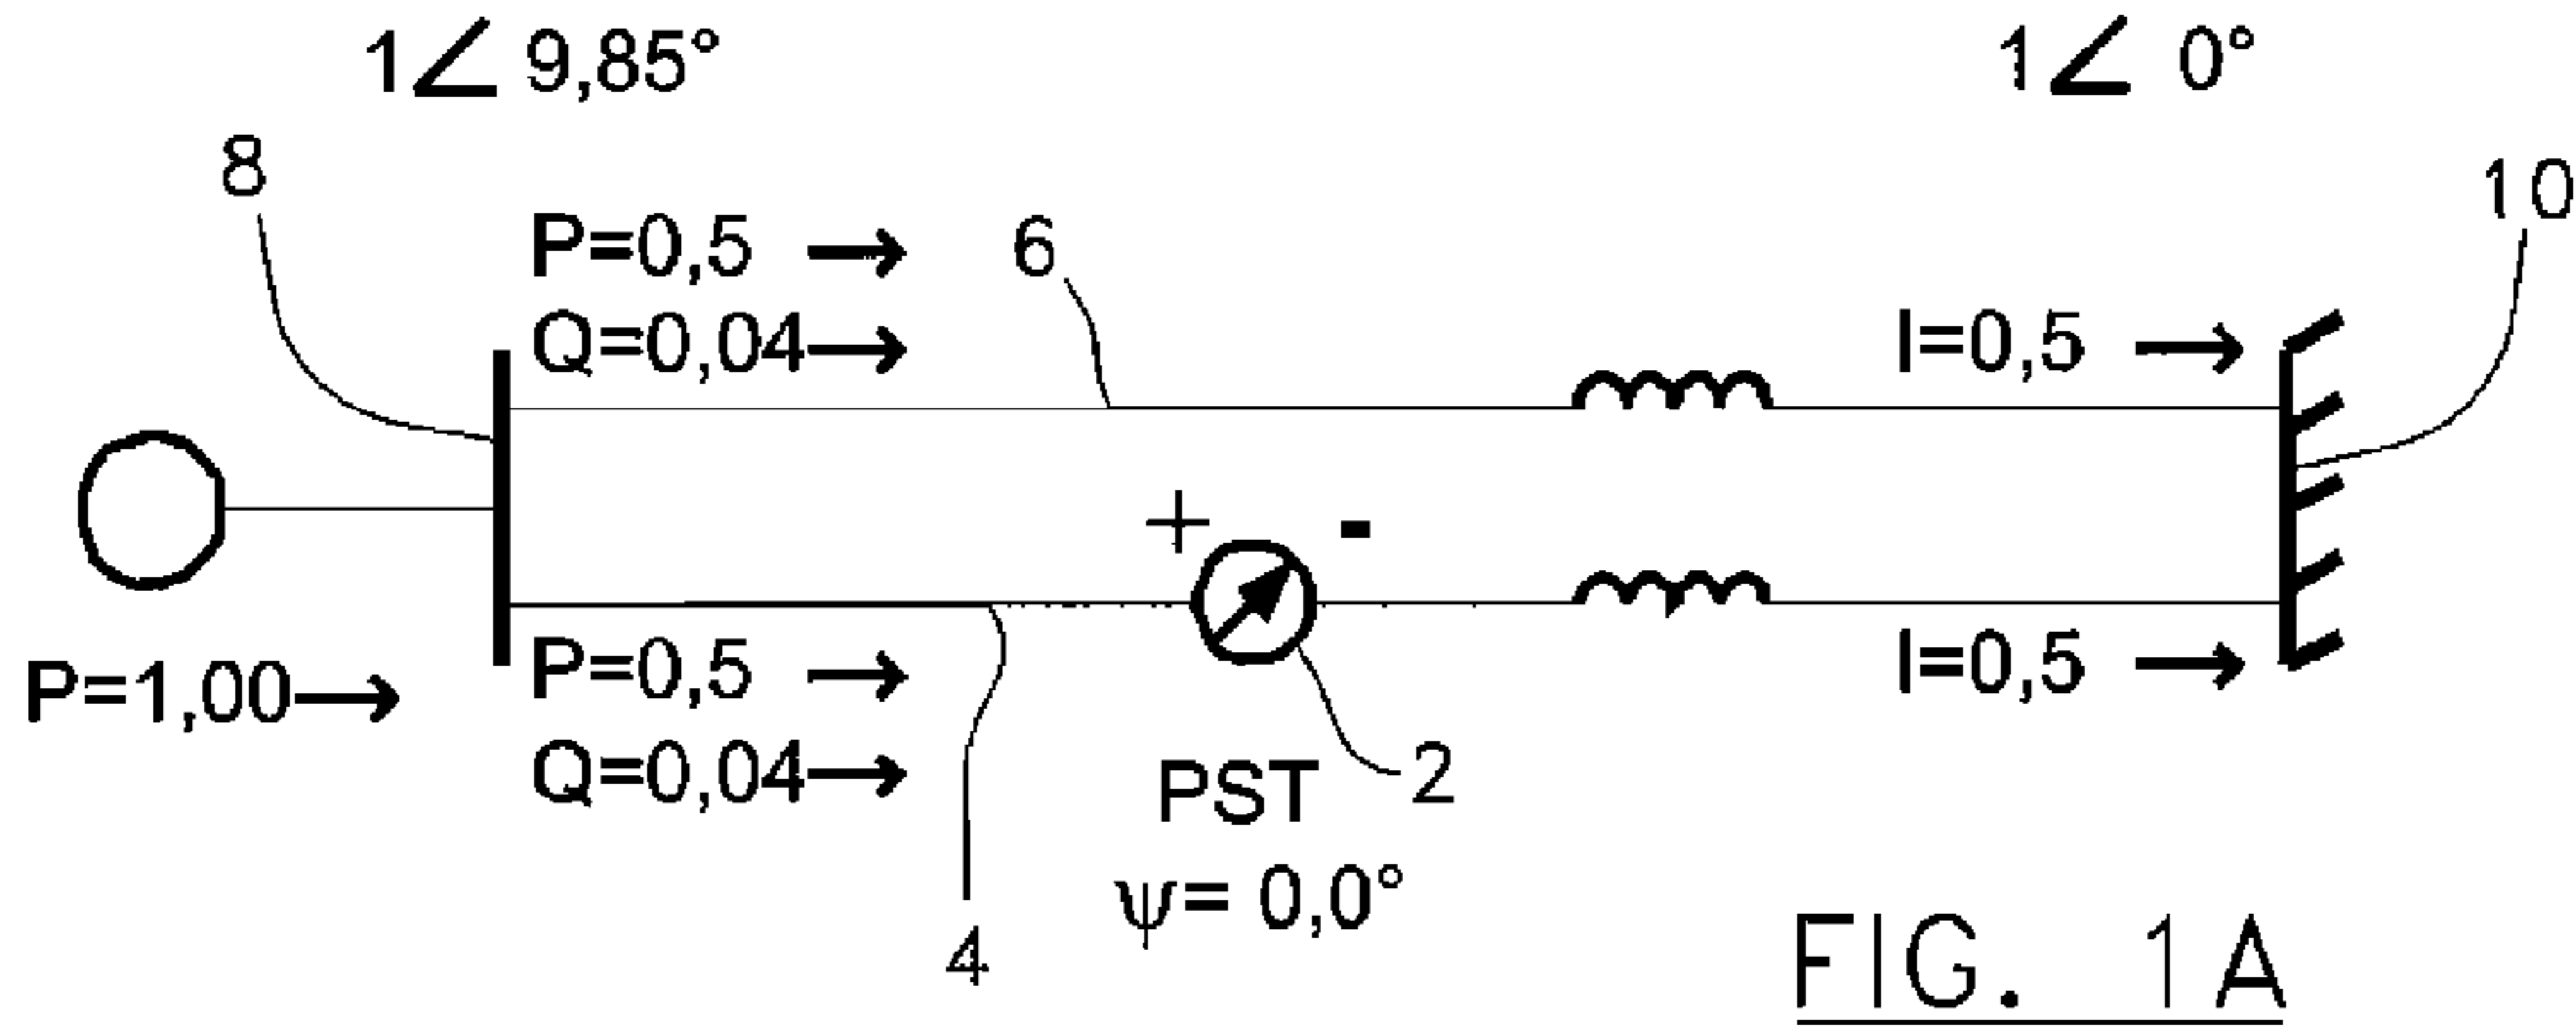 1∠ 9,85°
1∠ 0°
8
10
P=0,5 →
6
Q=0,04→
I=0,5 →
+
-
P=1,00→
P=0,5 →
I=0,5 →
Q=0,04→
PST
2
ψ= 0,0°
4
FIG. 1A